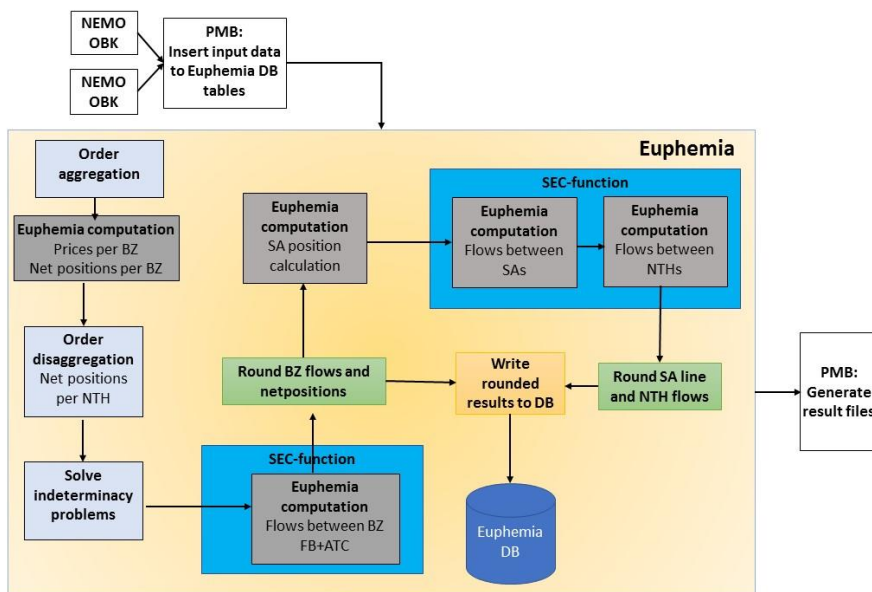 NEMO
OBK
NEMO
OBK
PMB:
Insert input data
to Euphemia DB
tables
Euphemia
Order
aggregation
Euphemia computation
Prices per BZ
Net positions per BZ
Order
disaggregation
Net positions
per NTH
Solve
indeterminacy
problems
SEC-function
Euphemia
computation
Flows between BZ
FB+ATC
Round BZ flows and
netpositions
Euphemia
computation
SA position
calculation
SEC-function
Euphemia
computation
Flows between
SAs
Euphemia
computation
Flows between
NTHs
Round SA line
and NTH flows
Write
rounded
results to DB
Euphemia
DB
PMB:
Generate
result files